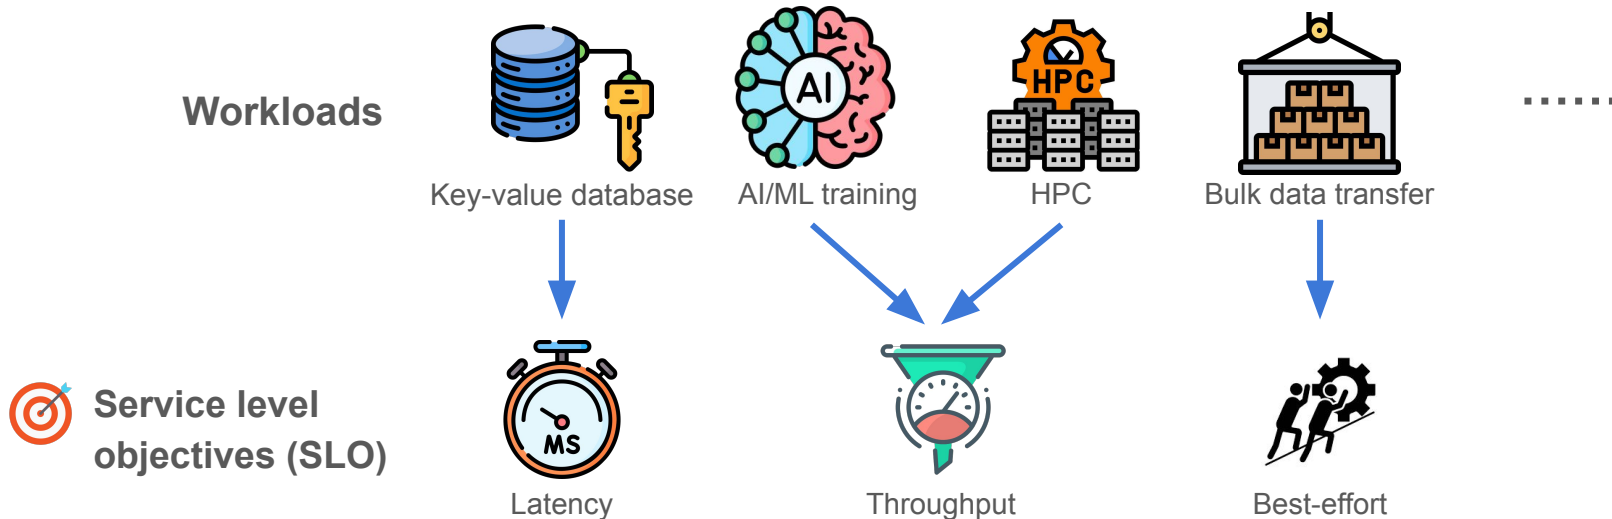 AI
HPC
Workloads
Key-value database
AI/ML training
HPC
Bulk data transfer
Service level
objectives (SLO)
MS
Latency
Throughput
Best-effort